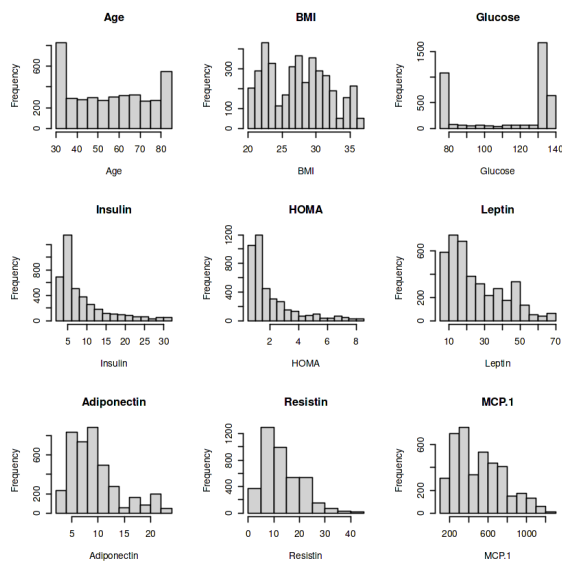 Age BMI Glucose
Frequency
0 200 600
30 40 50 60 70 80
Age
Frequency
0 100 300
20 25 30 35
BMI
Frequency
0 500 1500
80 100 120 140
Glucose
Insulin HOMA Leptin
Frequency
0 400 800
5 10 15 20 25 30
Insulin
Frequency
0 400 800 1200
2 4 6 8
HOMA
Frequency
0 200 600
10 20 30 40 50 60 70
Leptin
Adiponectin Resistin MCP.1
Frequency
0 200 600
5 10 15 20
Adiponectin
Frequency
0 400 1200
0 10 20 30 40
Resistin
Frequency
0 200 600
200 600 1000
MCP.1